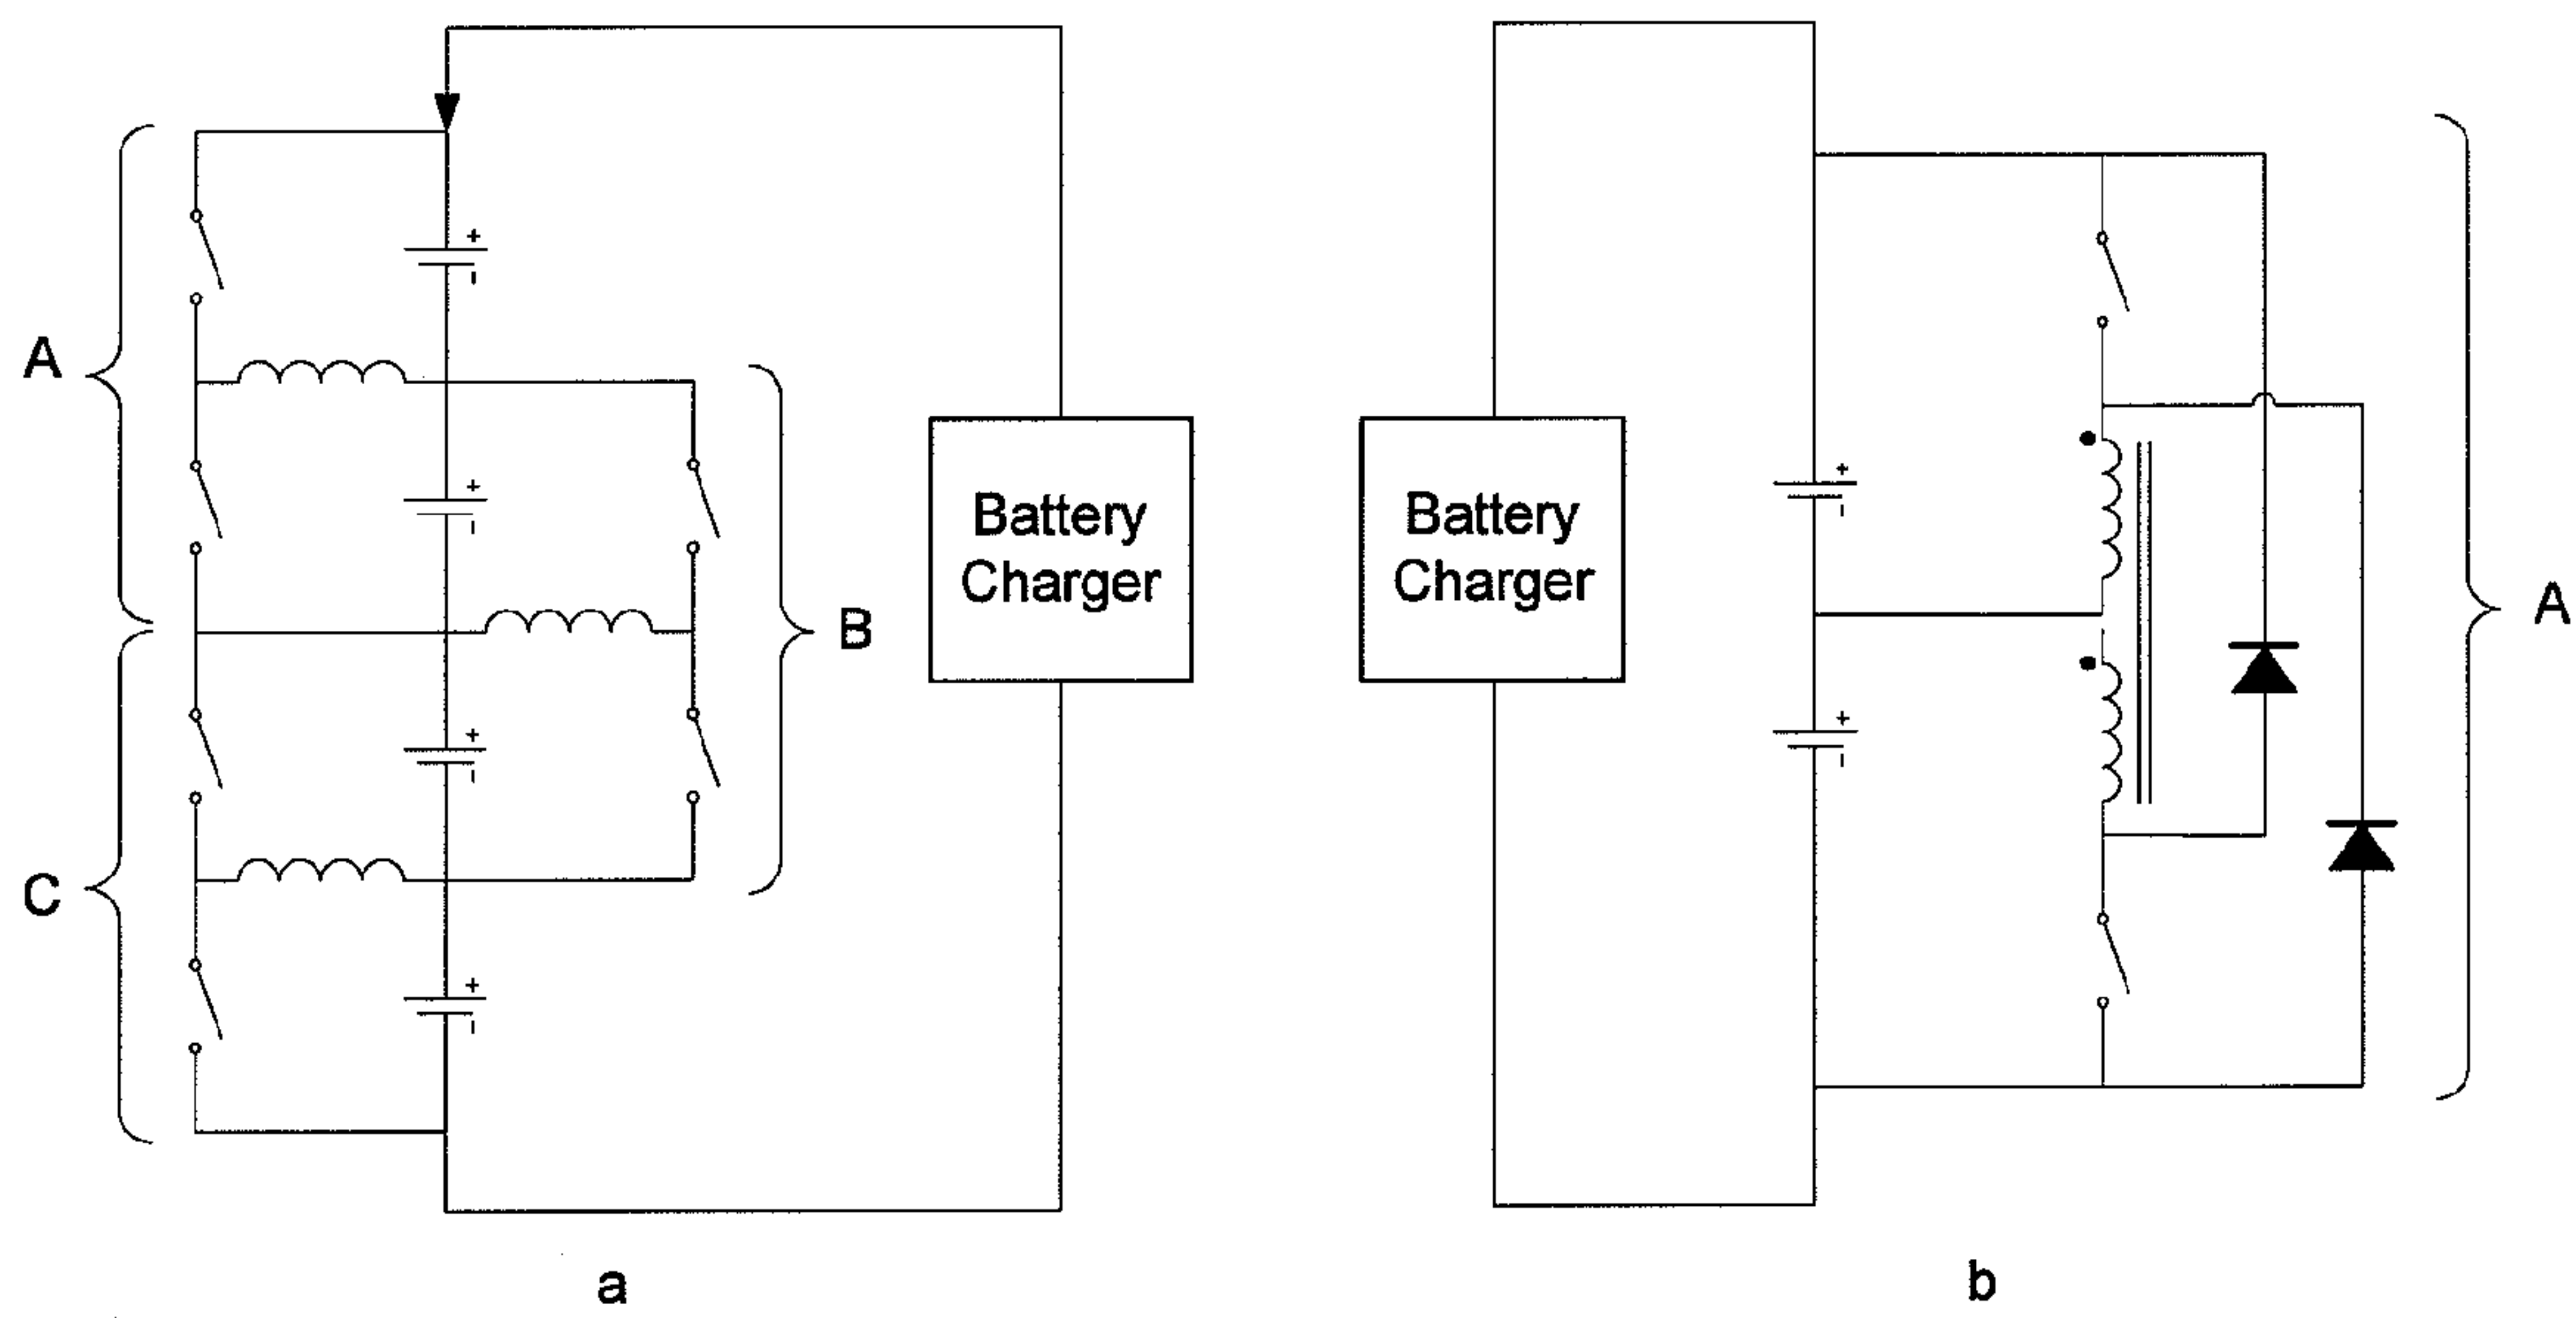 A
B
C
Battery
Charger
a
+
-
+
-
+
-
+
-
Battery
Charger
A
b
+
-
+
-